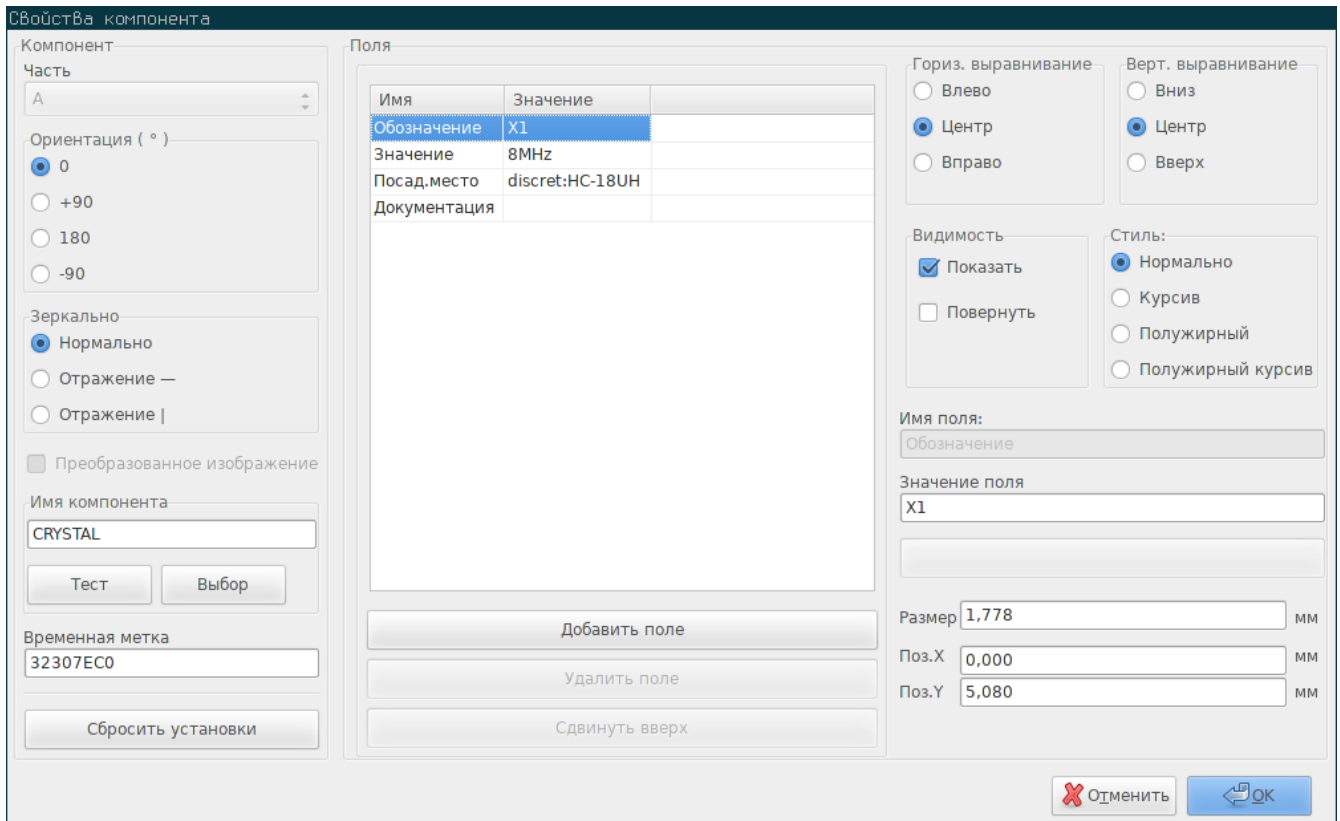 Свойства компонента
Компонент
Часть
A
Ориентация ( ° )
0
+90
180
-90
Зеркально
Нормально
Отражение —
Отражение |
Преобразованное изображение
Имя компонента
CRYSTAL
Тест Выбор
Временная метка
32307EC0
Сбросить установки
Поля
Имя Значение
Обозначение X1
Значение 8MHz
Посад.место discret:HC-18UH
Документация
Добавить поле
Удалить поле
Сдвинуть вверх
Гориз. выравнивание
Влево
Центр
Вправо
Верт. выравнивание
Вниз
Центр
Вверх
Видимость
Показать
Повернуть
Стиль:
Нормально
Курсив
Полужирный
Полужирный курсив
Имя поля:
Обозначение
Значение поля
X1
Размер 1,778 мм
Поз.X 0,000 мм
Поз.Y 5,080 мм
Отменить OK